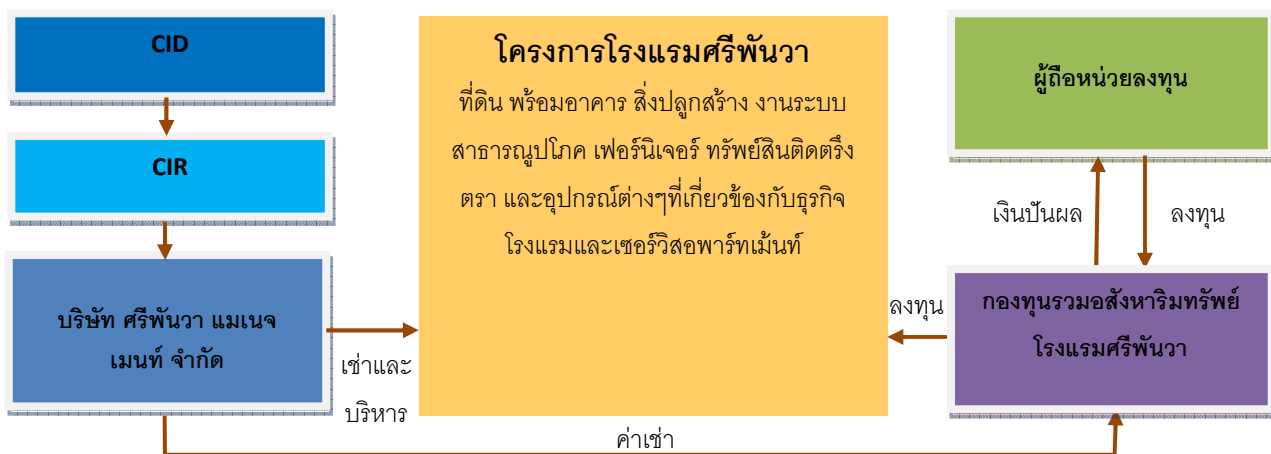 CID
CIR
บริษัท ศรีพันวา แมเนจ
เมนท์ จำกัด
เช่าและ
บริหาร
โครงการโรงแรมศรีพันวา
ที่ดิน พร้อมอาคาร สิ่งปลูกสร้าง งานระบบ
สาธารณูปโภค เฟอร์นิเจอร์ ทรัพย์สินติดตรึง
ตรา และอุปกรณ์ต่างๆที่เกี่ยวข้องกับธุรกิจ
โรงแรมและเซอร์วิสอพาร์ทเม้นท์
ผู้ถือหน่วยลงทุน
เงินปันผล
ลงทุน
ลงทุน
กองทุนรวมอสังหาริมทรัพย์
โรงแรมศรีพันวา
ค่าเช่า